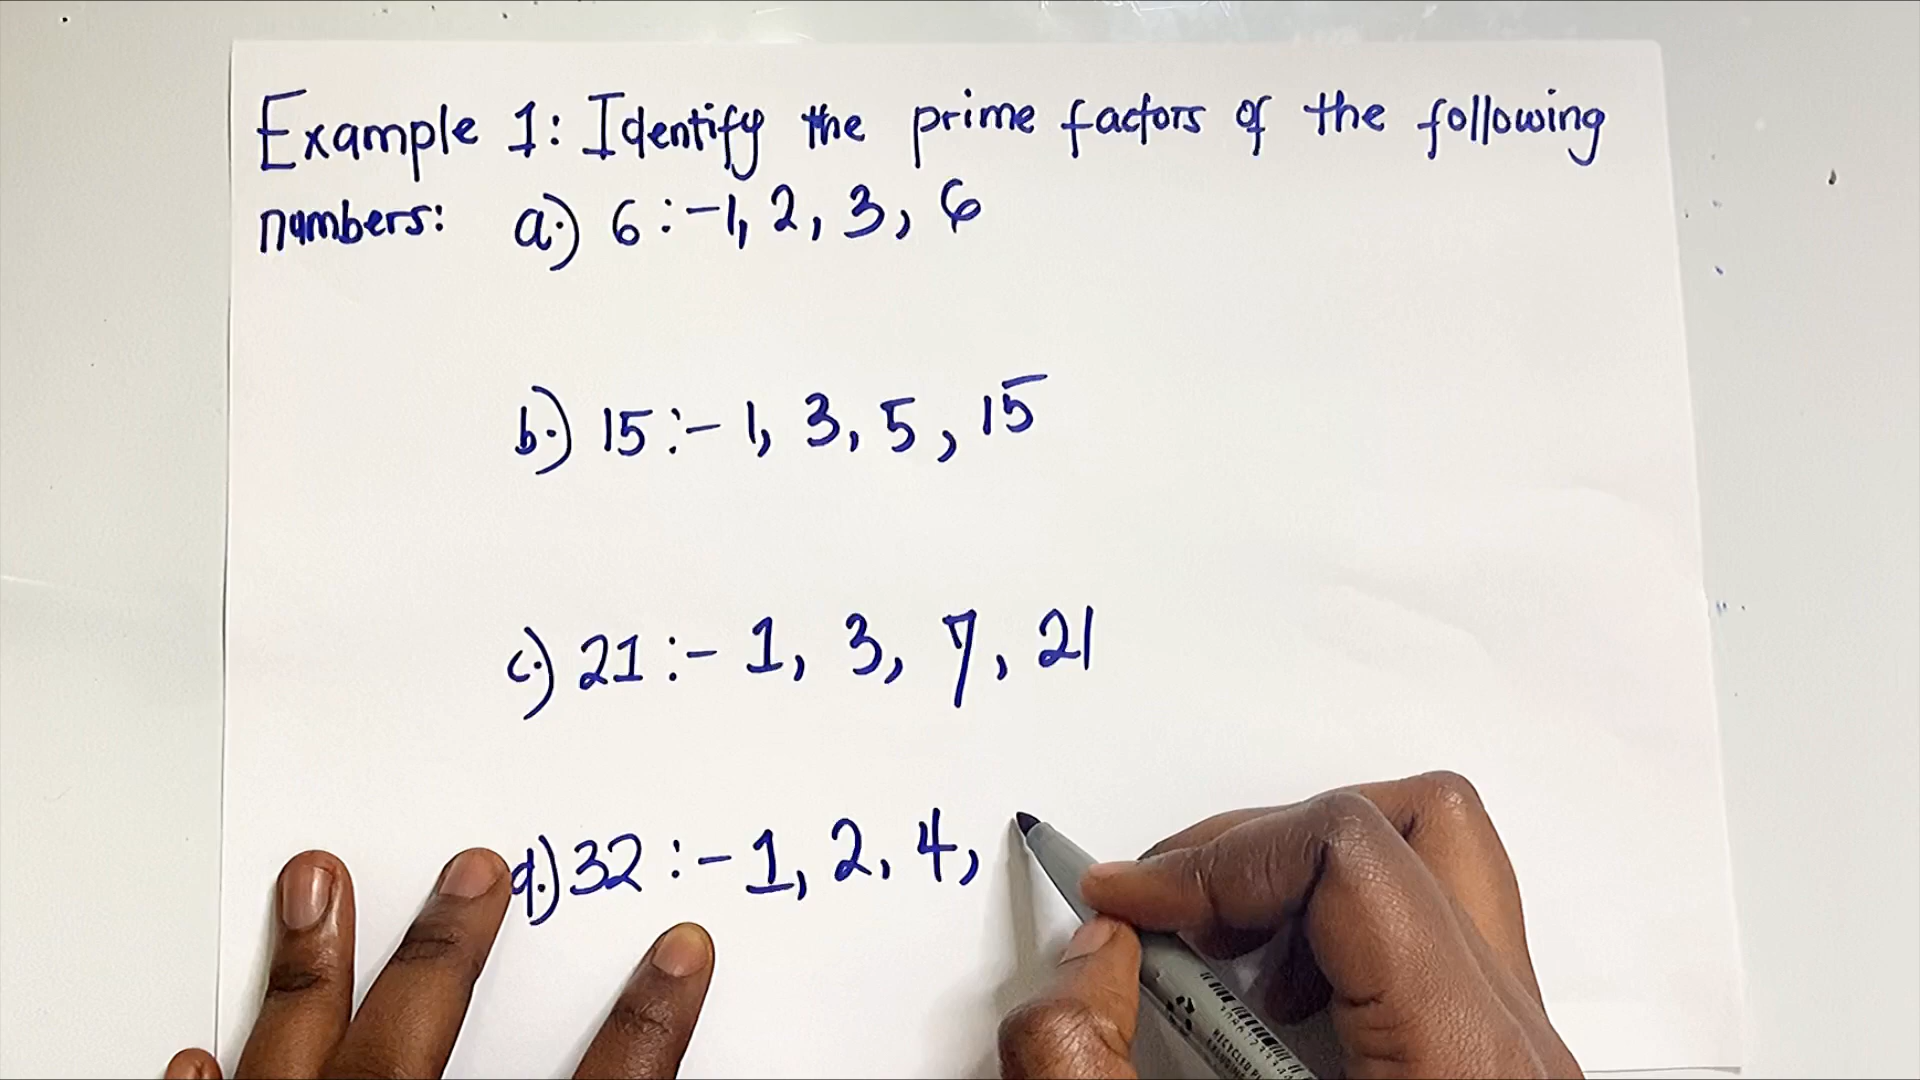 Example 1: Identify the prime factors of the following
numbers: a.) 6 :- 1, 2, 3, 6
b.) 15 :- 1, 3, 5, 15
c.) 21 :- 1, 3, 7, 21
d.) 32 :- 1, 2, 4,